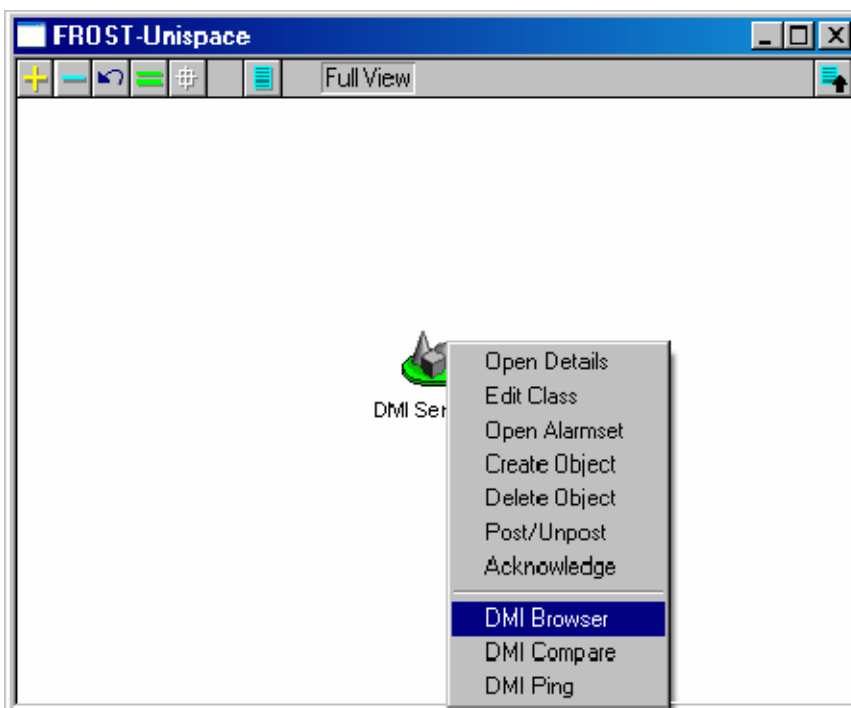 FROST-Unispace
Full View
DMI Ser
Open Details
Edit Class
Open Alarmset
Create Object
Delete Object
Post/Unpost
Acknowledge
DMI Browser
DMI Compare
DMI Ping